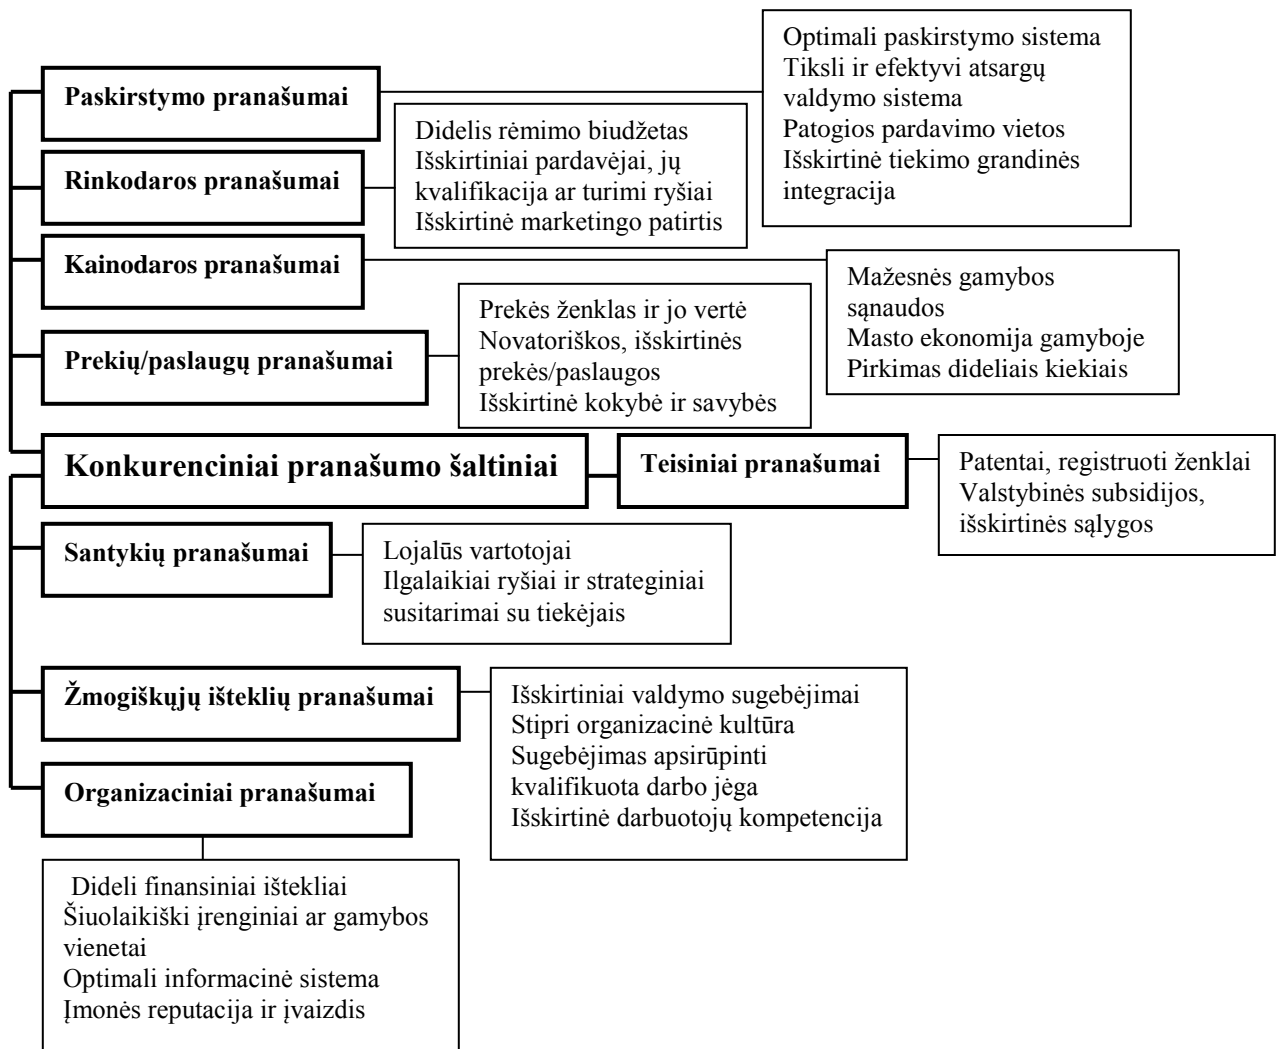 Optimali paskirstymo sistema
Tiksli ir efektyvi atsargų
valdymo sistema
Patogios pardavimo vietos
Išskirtinė tiekimo grandinės
integracija
Paskirstymo pranašumai
Didelis rėmimo biudžetas
Išskirtiniai pardavėjai, jų
kvalifikacija ar turimi ryšiai
Išskirtinė marketingo patirtis
Rinkodaros pranašumai
Kainodaros pranašumai
Mažesnės gamybos
sąnaudos
Masto ekonomija gamyboje
Pirkimas dideliais kiekiais
Prekės ženklas ir jo vertė
Novatoriškos, išskirtinės
prekės/paslaugos
Išskirtinė kokybė ir savybės
Prekių/paslaugų pranašumai
Konkurenciniai pranašumo šaltiniai
Teisiniai pranašumai
Patentai, registruoti ženklai
Valstybinės subsidijos,
išskirtinės sąlygos
Santykių pranašumai
Lojalūs vartotojai
Ilgalaikiai ryšiai ir strateginiai
susitarimai su tiekėjais
Žmogiškųjų išteklių pranašumai
Išskirtiniai valdymo sugebėjimai
Stipri organizacinė kultūra
Sugebėjimas apsirūpinti
kvalifikuota darbo jėga
Išskirtinė darbuotojų kompetencija
Organizaciniai pranašumai
Dideli finansiniai ištekliai
Šiuolaikiški įrenginiai ar gamybos
vienetai
Optimali informacinė sistema
Įmonės reputacija ir įvaizdis